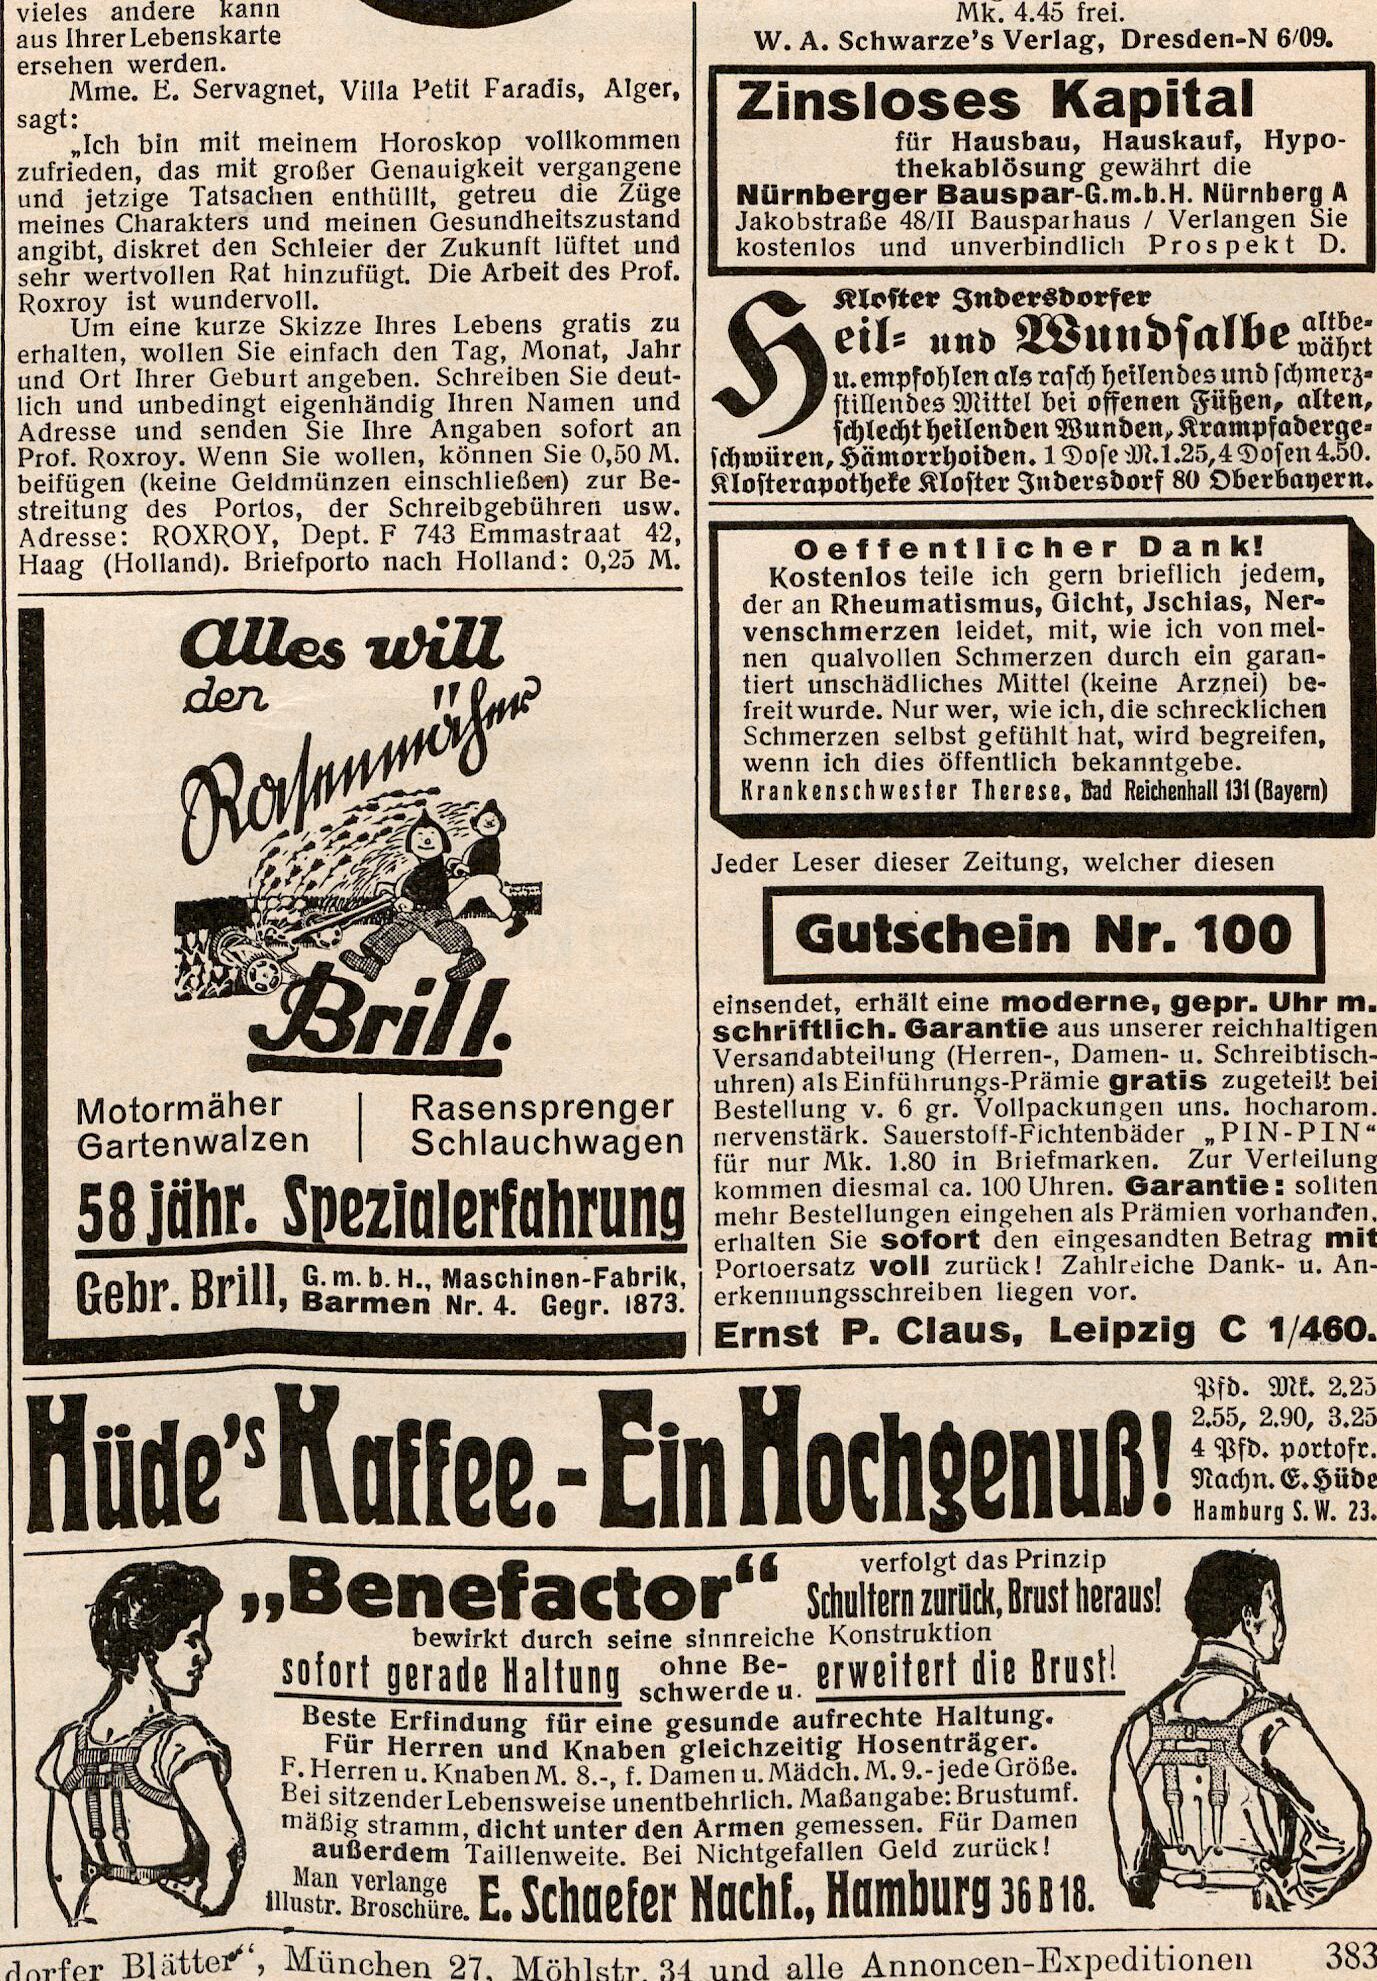 vieles andere kann
aus Ihrer Lebenskarte
ersehen werden.
Mme. E. Servagnet, Villa Petit Faradis, Alger,
sagt:
„Ich bin mit meinem Horoskop vollkommen
zufrieden, das mit großer Genauigkeit vergangene
und jetzige Tatsachen enthüllt, getreu die Züge
meines Charakters und meinen Gesundheitszustand
angibt, diskret den Schleier der Zukunft lüftet und
sehr wertvollen Rat hinzufügt. Die Arbeit des Prof.
Roxroy ist wundervoll.
Um eine kurze Skizze Ihres Lebens gratis zu
erhalten, wollen Sie einfach den Tag, Monat, Jahr
und Ort Ihrer Geburt angeben. Schreiben Sie deut-
lich und unbedingt eigenhändig Ihren Namen und
Adresse und senden Sie Ihre Angaben sofort an
Prof. Roxroy. Wenn Sie wollen, können Sie 0,50 M.
beifügen (keine Geldmünzen einschließen) zur Be-
streitung des Portos, der Schreibgebühren usw.
Adresse: ROXROY, Dept. F 743 Emmastraat 42,
Haag (Holland). Briefporto nach Holland: 0,25 M.
Alles will
den
Rasenmäher
Brill.
Motormäher
Gartenwalzen
Rasensprenger
Schlauchwagen
58 jähr. Spezialerfahrung
Gebr. Brill, G. m. b. H., Maschinen-Fabrik,
Barmen Nr. 4. Gegr. 1873.
Mk. 4.45 frei.
W. A. Schwarze's Verlag, Dresden-N 6/09.
Zinsloses Kapital
für Hausbau, Hauskauf, Hypo-
thekablösung gewährt die
Nürnberger Bauspar-G.m.b.H. Nürnberg A
Jakobstraße 48/II Bausparhaus / Verlangen Sie
kostenlos und unverbindlich Prospekt D.
Kloster Indersdorfer
Heil= und Wundsalbe altbe=
währt
u. empfohlen als rasch heilendes und schmerz=
stillendes Mittel bei offenen Füßen, alten,
schlecht heilenden Wunden, Krampfaderge=
schwüren, Hämorrhoiden. 1 Dose M. 1.25, 4 Dosen 4.50.
Klosterapotheke Kloster Indersdorf 80 Oberbayern.
Oeffentlicher Dank!
Kostenlos teile ich gern brieflich jedem,
der an Rheumatismus, Gicht, Jschias, Ner-
venschmerzen leidet, mit, wie ich von mei-
nen qualvollen Schmerzen durch ein garan-
tiert unschädliches Mittel (keine Arznei) be-
freit wurde. Nur wer, wie ich, die schrecklichen
Schmerzen selbst gefühlt hat, wird begreifen,
wenn ich dies öffentlich bekanntgebe.
Krankenschwester Therese, Bad Reichenhall 131 (Bayern)
Jeder Leser dieser Zeitung, welcher diesen
Gutschein Nr. 100
einsendet, erhält eine moderne, gepr. Uhr m.
schriftlich. Garantie aus unserer reichhaltigen
Versandabteilung (Herren-, Damen- u. Schreibtisch-
uhren) als Einführungs-Prämie gratis zugeteilt bei
Bestellung v. 6 gr. Vollpackungen uns. hocharom.
nervenstärk. Sauerstoff-Fichtenbäder „PIN-PIN“
für nur Mk. 1.80 in Briefmarken. Zur Verteilung
kommen diesmal ca. 100 Uhren. Garantie: sollten
mehr Bestellungen eingehen als Prämien vorhanden,
erhalten Sie sofort den eingesandten Betrag mit
Portoersatz voll zurück! Zahlreiche Dank- u. An-
erkennungsschreiben liegen vor.
Ernst P. Claus, Leipzig C 1/460.
Hüde's Kaffee.- Ein Hochgenuß!
Pfd. Mk. 2.25
2.55, 2.90, 3.25
4 Pfd. portofr.
Nachn. E. Hüde
Hamburg S. W. 23.
„Benefactor“
verfolgt das Prinzip
Schultern zurück, Brust heraus!
bewirkt durch seine sinnreiche Konstruktion
sofort gerade Haltung ohne Be-
schwerde u. erweitert die Brust!
Beste Erfindung für eine gesunde aufrechte Haltung.
Für Herren und Knaben gleichzeitig Hosenträger.
F. Herren u. Knaben M. 8.-, f. Damen u. Mädch. M. 9.- jede Größe.
Bei sitzender Lebensweise unentbehrlich. Maßangabe: Brustumf.
mäßig stramm, dicht unter den Armen gemessen. Für Damen
außerdem Taillenweite. Bei Nichtgefallen Geld zurück!
Man verlange
illustr. Broschüre.
E. Schaefer Nachf., Hamburg 36 B 18.
dorfer Blätter“, München 27, Möhlstr. 34 und alle Annoncen-Expeditionen
383